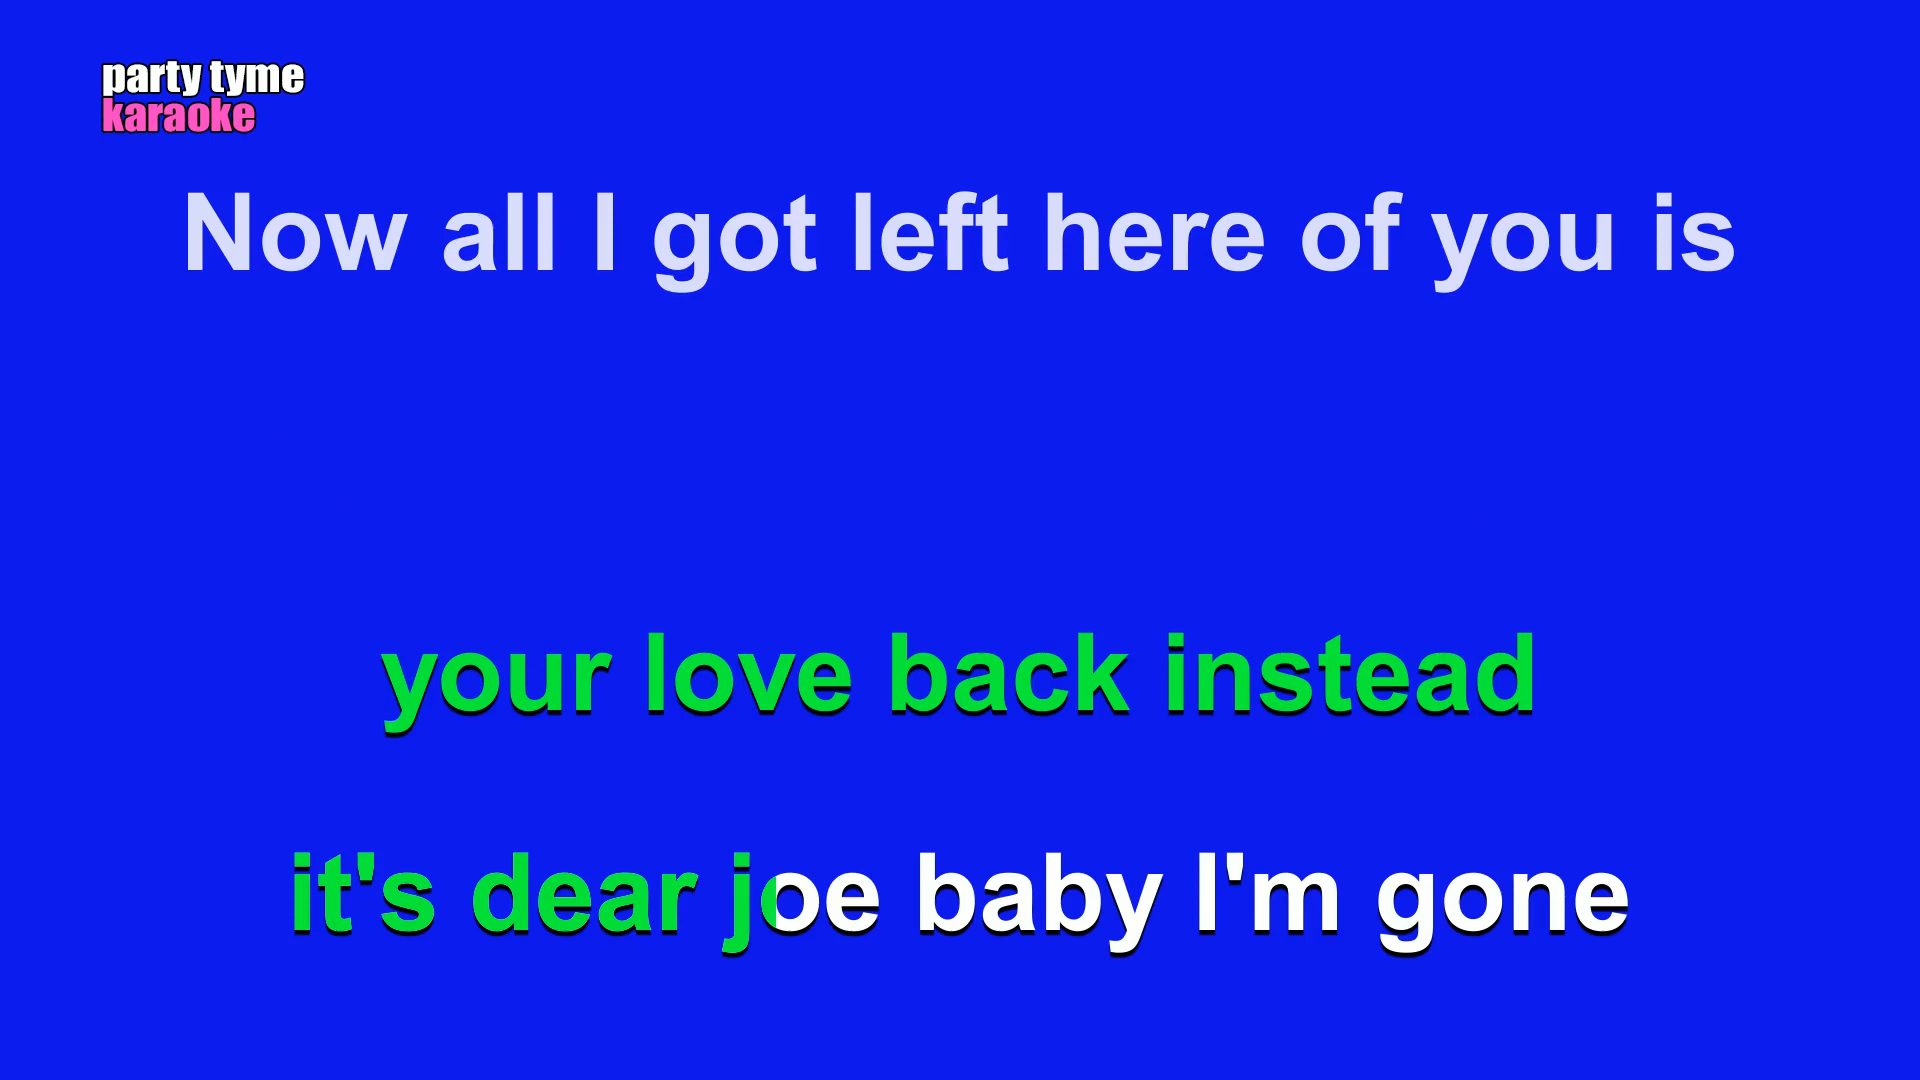 party tyme
karaoke
Now all I got left here of you is
your love back instead
it's dear joe baby I'm gone